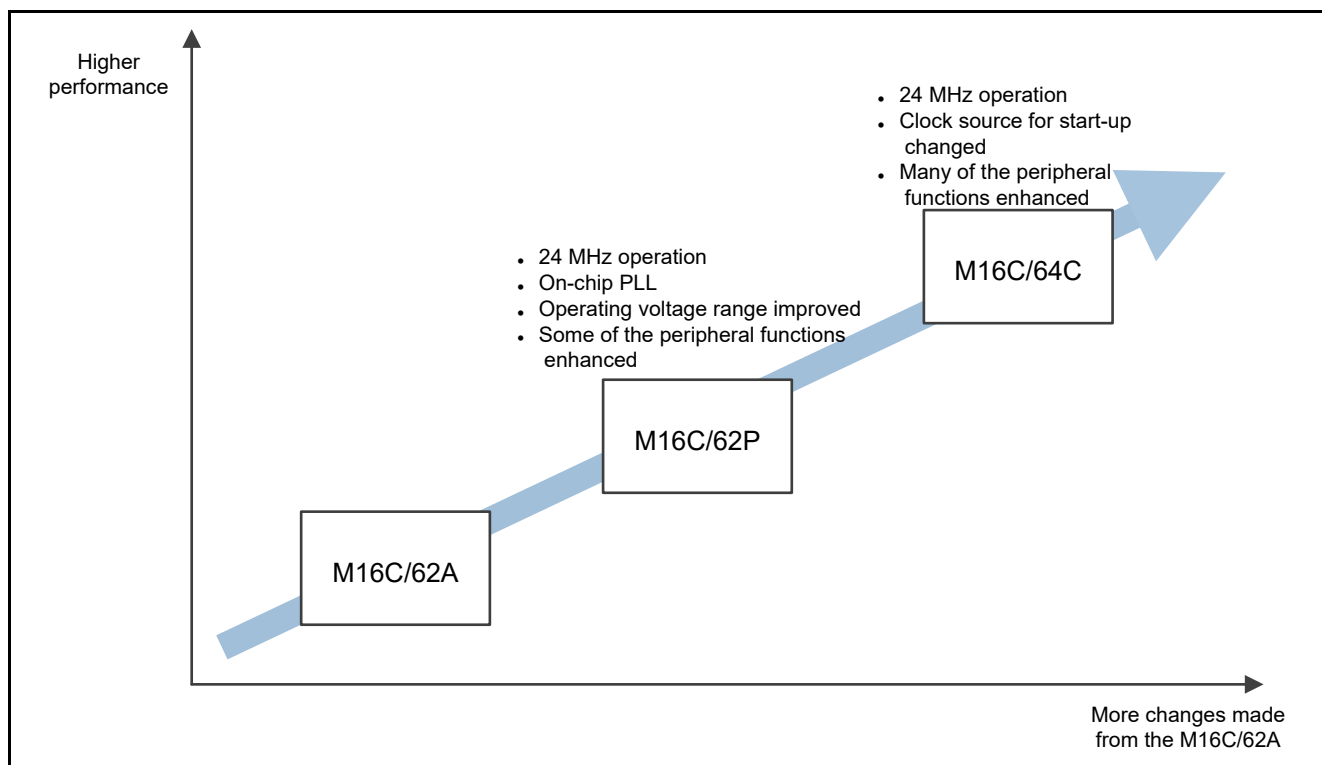 Higher
performance
• 24 MHz operation
• Clock source for start-up
changed
• Many of the peripheral
functions enhanced
M16C/64C
• 24 MHz operation
• On-chip PLL
• Operating voltage range improved
• Some of the peripheral functions
enhanced
M16C/62P
M16C/62A
More changes made
from the M16C/62A